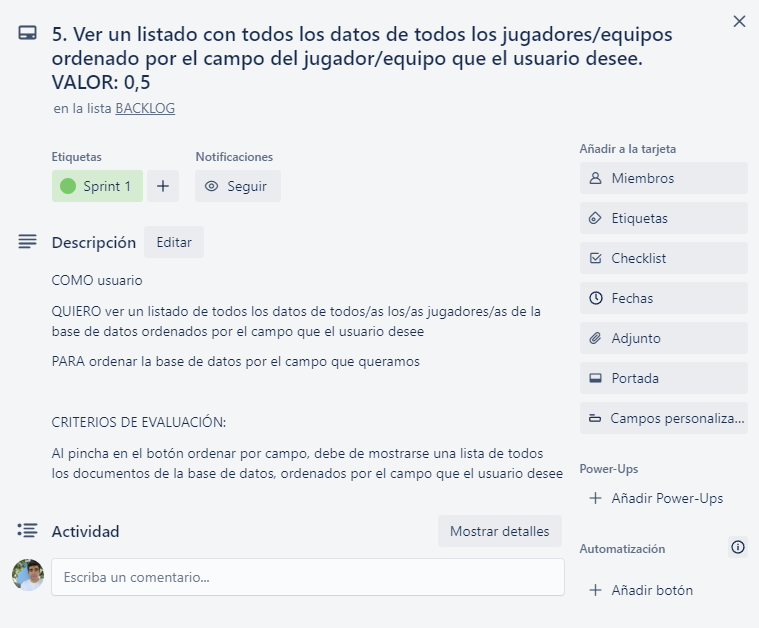 5. Ver un listado con todos los datos de todos los jugadores/equipos
ordenado por el campo del jugador/equipo que el usuario desee.
VALOR: 0,5
en la lista BACKLOG
Etiquetas
Notificaciones
Sprint 1
Seguir
Descripción
Editar
COMO usuario
QUIERO ver un listado de todos los datos de todos/as los/as jugadores/as de la
base de datos ordenados por el campo que el usuario desee
PARA ordenar la base de datos por el campo que queramos
CRITERIOS DE EVALUACIÓN:
Al pincha en el botón ordenar por campo, debe de mostrarse una lista de todos
los documentos de la base de datos, ordenados por el campo que el usuario desee
Actividad
Mostrar detalles
Escriba un comentario...
Añadir a la tarjeta
Miembros
Etiquetas
Checklist
Fechas
Adjunto
Portada
Campos personaliza...
Power-Ups
Añadir Power-Ups
Automatización
Añadir botón